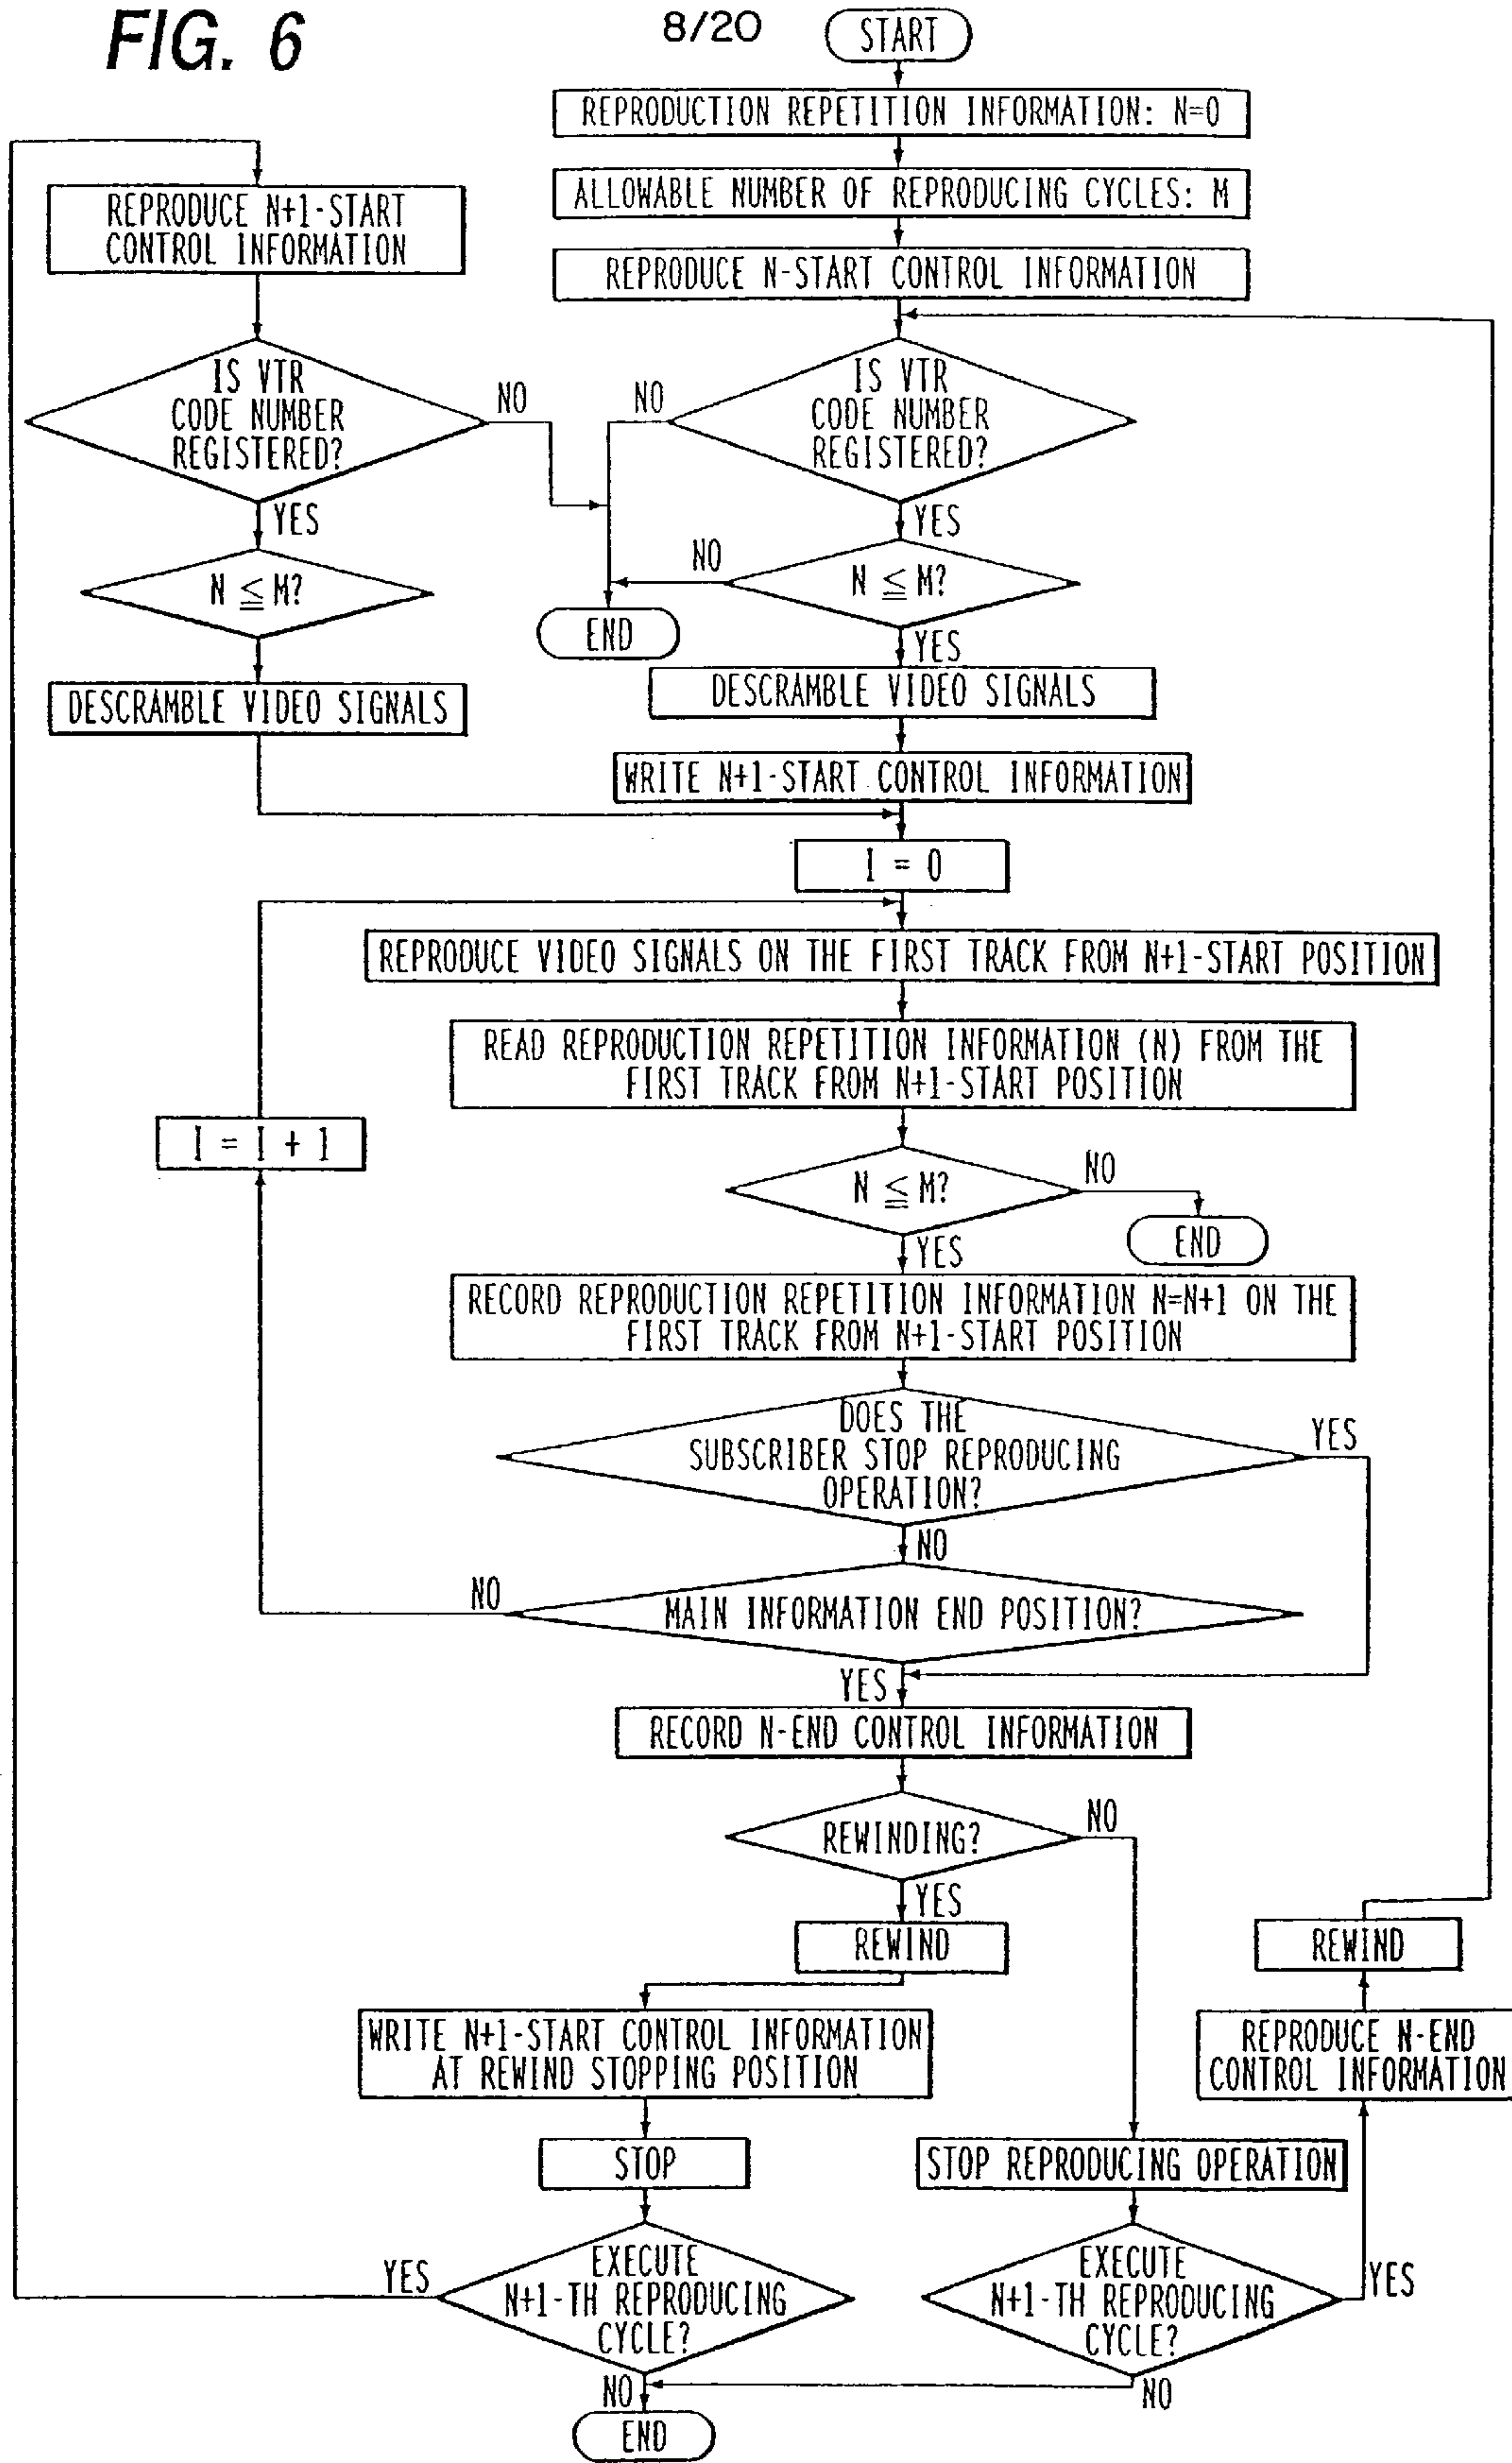 FIG. 6
8/20
START
REPRODUCTION REPETITION INFORMATION: N=0
ALLOWABLE NUMBER OF REPRODUCING CYCLES: M
REPRODUCE N-START CONTROL INFORMATION
REPRODUCE N+1-START
CONTROL INFORMATION
IS VTR
CODE NUMBER
REGISTERED?
NO
YES
N ≦ M?
DESCRAMBLE VIDEO SIGNALS
IS VTR
CODE NUMBER
REGISTERED?
NO
YES
N ≦ M?
NO
END
YES
DESCRAMBLE VIDEO SIGNALS
WRITE N+1-START CONTROL INFORMATION
I = 0
REPRODUCE VIDEO SIGNALS ON THE FIRST TRACK FROM N+1-START POSITION
READ REPRODUCTION REPETITION INFORMATION (N) FROM THE
FIRST TRACK FROM N+1-START POSITION
I = I + 1
N ≦ M?
NO
END
YES
RECORD REPRODUCTION REPETITION INFORMATION N=N+1 ON THE
FIRST TRACK FROM N+1-START POSITION
DOES THE
SUBSCRIBER STOP REPRODUCING
OPERATION?
YES
NO
MAIN INFORMATION END POSITION?
NO
YES
RECORD N-END CONTROL INFORMATION
REWINDING?
NO
YES
REWIND
REWIND
WRITE N+1-START CONTROL INFORMATION
AT REWIND STOPPING POSITION
REPRODUCE N-END
CONTROL INFORMATION
STOP
STOP REPRODUCING OPERATION
EXECUTE
N+1-TH REPRODUCING
CYCLE?
YES
NO
EXECUTE
N+1-TH REPRODUCING
CYCLE?
YES
NO
END